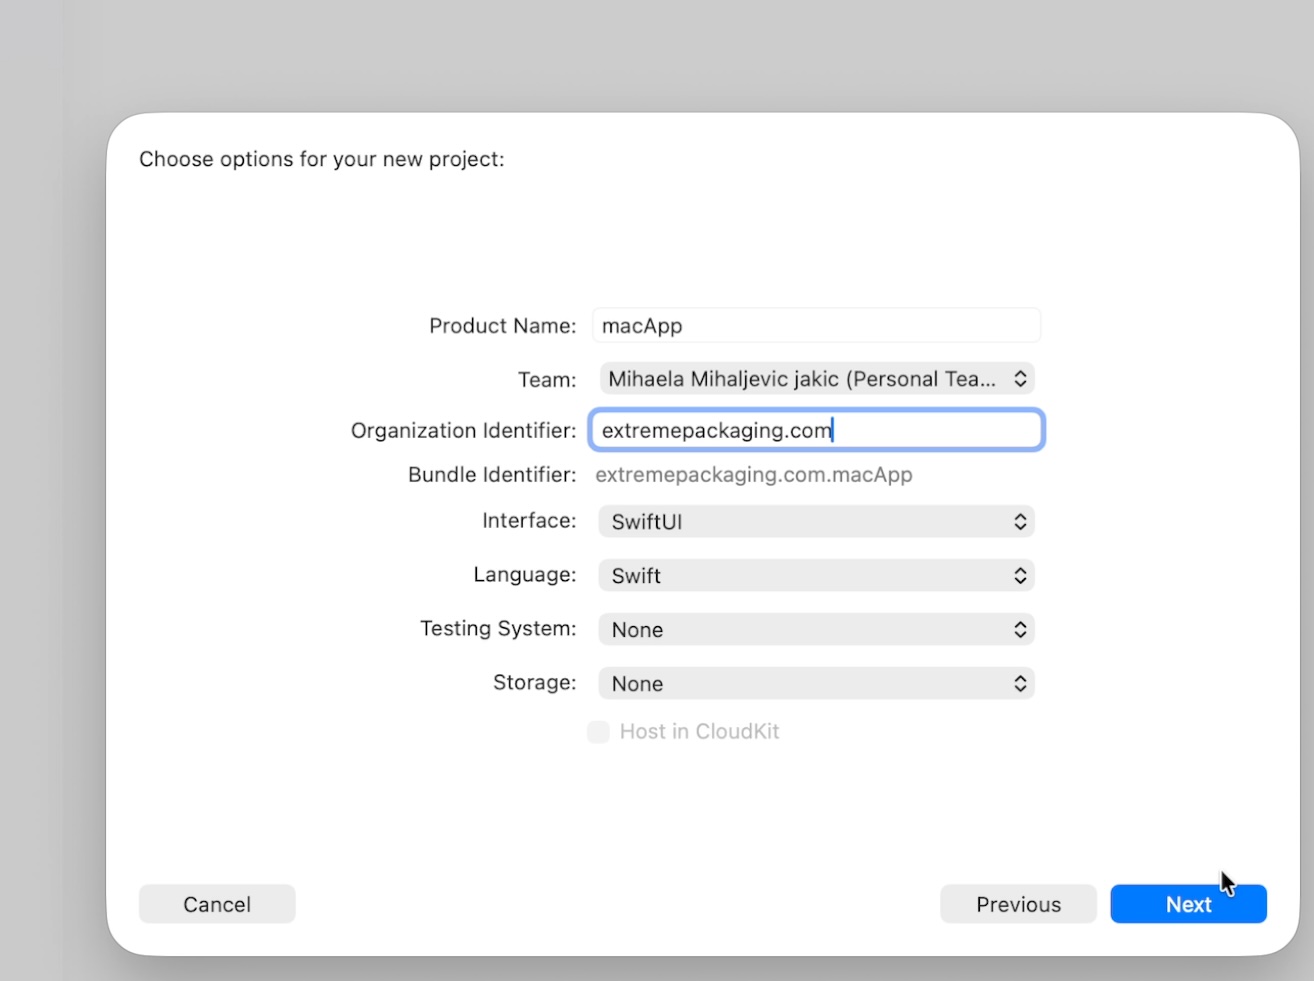 Choose options for your new project:
Product Name: macApp
Team: Mihaela Mihaljevic jakic (Personal Tea...
Organization Identifier: extremepackaging.com
Bundle Identifier: extremepackaging.com.macApp
Interface: SwiftUI
Language: Swift
Testing System: None
Storage: None
Host in CloudKit
Cancel Previous Next